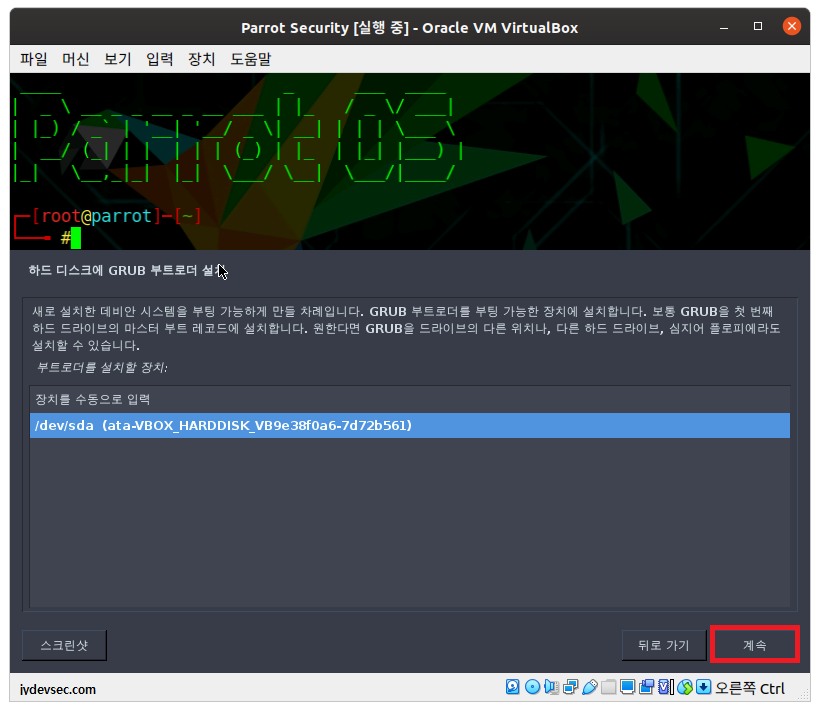 Parrot Security [실행 중] - Oracle VM VirtualBox
파일 머신 보기 입력 장치 도움말
Parrot OS
[root@parrot]-[~]
#
하드 디스크에 GRUB 부트로더 설치
새로 설치한 데비안 시스템을 부팅 가능하게 만들 차례입니다. GRUB 부트로더를 부팅 가능한 장치에 설치합니다. 보통 GRUB을 첫 번째
하드 드라이브의 마스터 부트 레코드에 설치합니다. 원한다면 GRUB을 드라이브의 다른 위치나, 다른 하드 드라이브, 심지어 플로피에라도
설치할 수 있습니다.
부트로더를 설치할 장치:
장치를 수동으로 입력
/dev/sda (ata-VBOX_HARDDISK_VB9e38f0a6-7d72b561)
스크린샷 뒤로 가기 계속
jvdevsec.com 오른쪽 Ctrl